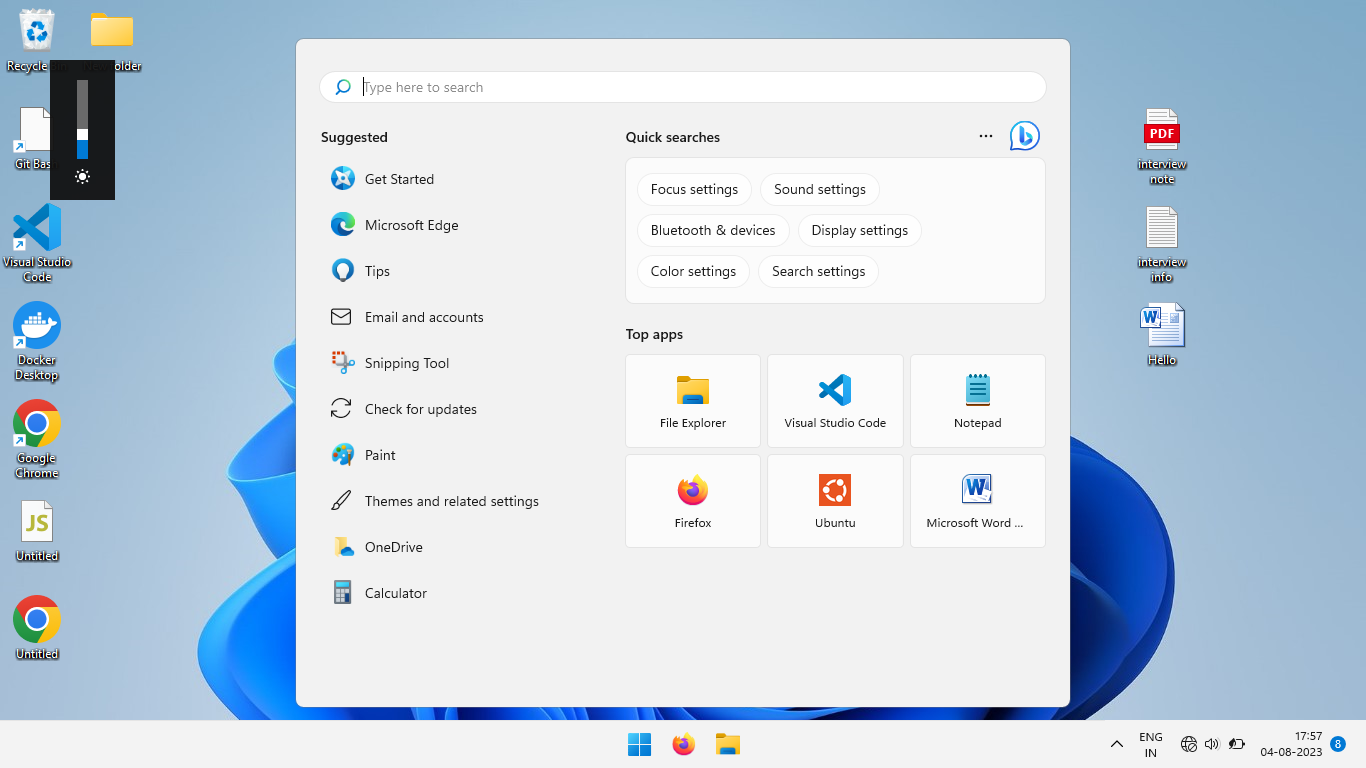 Recycle
older
Git Bas
Visual Studio
Code
Docker
Desktop
Google
Chrome
JS
Untitled
Untitled
Type here to search
Suggested
Get Started
Microsoft Edge
Tips
Email and accounts
Snipping Tool
Check for updates
Paint
Themes and related settings
OneDrive
Calculator
Quick searches
Focus settings
Sound settings
Bluetooth & devices
Display settings
Color settings
Search settings
Top apps
File Explorer
Visual Studio Code
Notepad
Firefox
Ubuntu
W
Microsoft Word ...
PDF
interview
note
interview
info
W
Hello
ENG
IN
17:57
04-08-2023
8